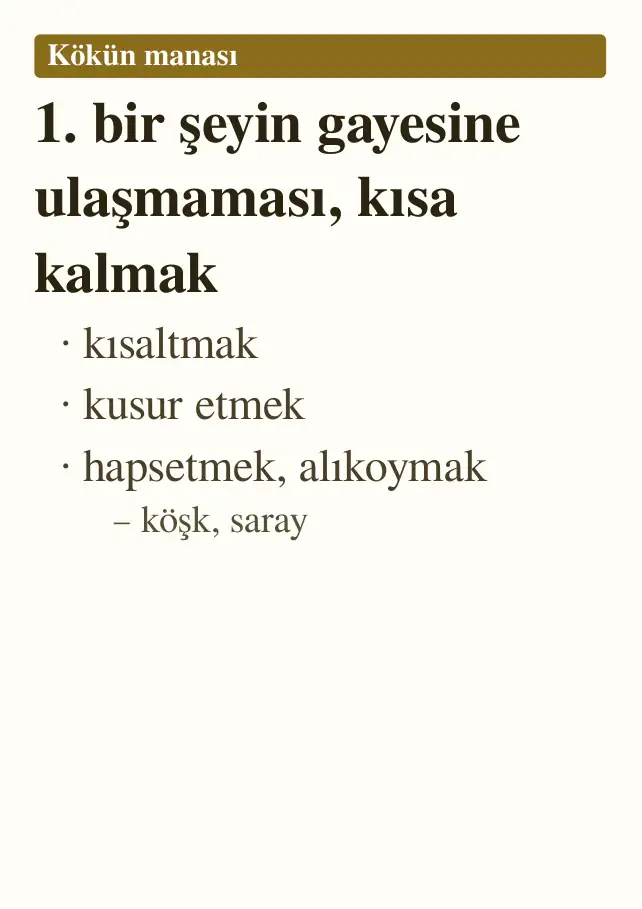 Kökün manası
1. bir şeyin gayesine
ulaşmaması, kısa
kalmak
· kısaltmak
· kusur etmek
· hapsetmek, alıkoymak
– köşk, saray